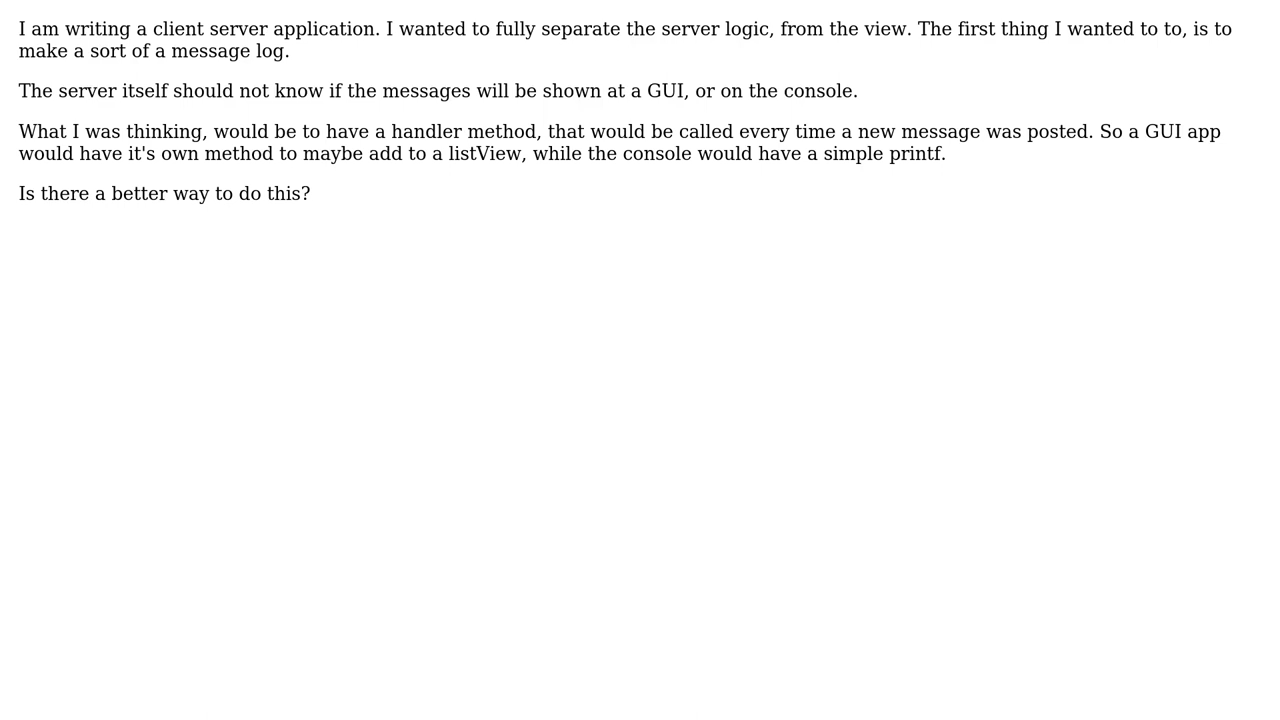 I am writing a client server application. I wanted to fully separate the server logic, from the view. The first thing I wanted to to, is to
make a sort of a message log.
The server itself should not know if the messages will be shown at a GUI, or on the console.
What I was thinking, would be to have a handler method, that would be called every time a new message was posted. So a GUI app
would have it's own method to maybe add to a listView, while the console would have a simple printf.
Is there a better way to do this?